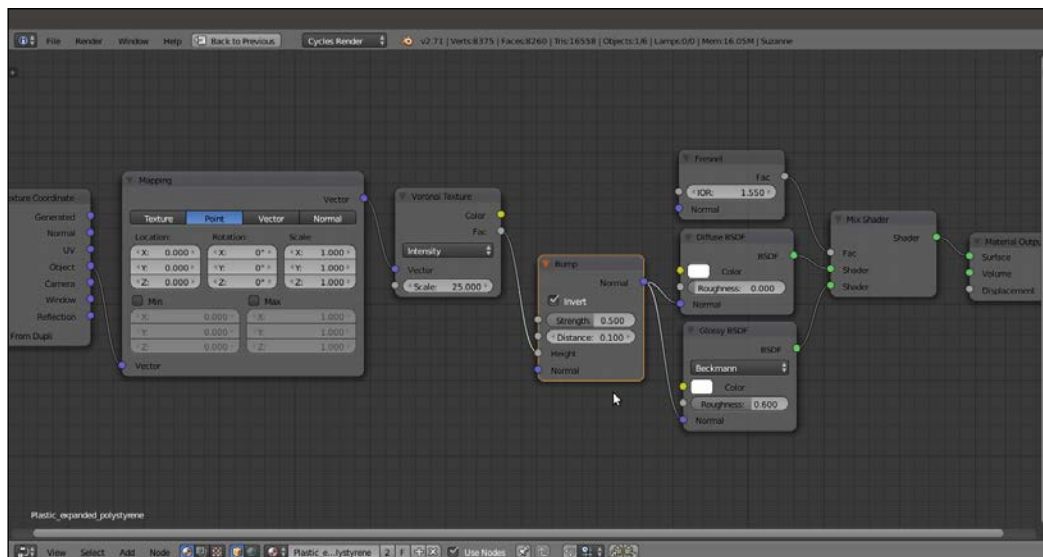 File Render Window Help Back to Previous Cycles Render v2.71 | Verts:8375 | Faces:8260 | Tris:16558 | Objects:1/6 | Lamps:0/0 | Mem:16.05M | Suzanne
exture Coordinate
Generated
Normal
UV
Object
Camera
Window
Reflection
From Dupli
Mapping
Vector
Texture Point Vector Normal
Location: Rotation: Scale:
X: 0.000 X: 0° X: 1.000
Y: 0.000 Y: 0° Y: 1.000
Z: 0.000 Z: 0° Z: 1.000
Min Max
X: 0.000 X: 1.000
Y: 0.000 Y: 1.000
Z: 0.000 Z: 1.000
Vector
Voronoi Texture
Color
Fac
Intensity
Vector
Scale: 25.000
Bump
Normal
Invert
Strength: 0.500
Distance: 0.100
Height
Normal
Fresnel
Fac
IOR: 1.550
Normal
Diffuse BSDF
BSDF
Color
Roughness: 0.000
Normal
Glossy BSDF
BSDF
Beckmann
Color
Roughness: 0.600
Normal
Mix Shader
Shader
Fac
Shader
Shader
Material Outpu
Surface
Volume
Displacement
Plastic_expanded_polystyrene
View Select Add Node Plastic_e...lystyrene 2 F Use Nodes